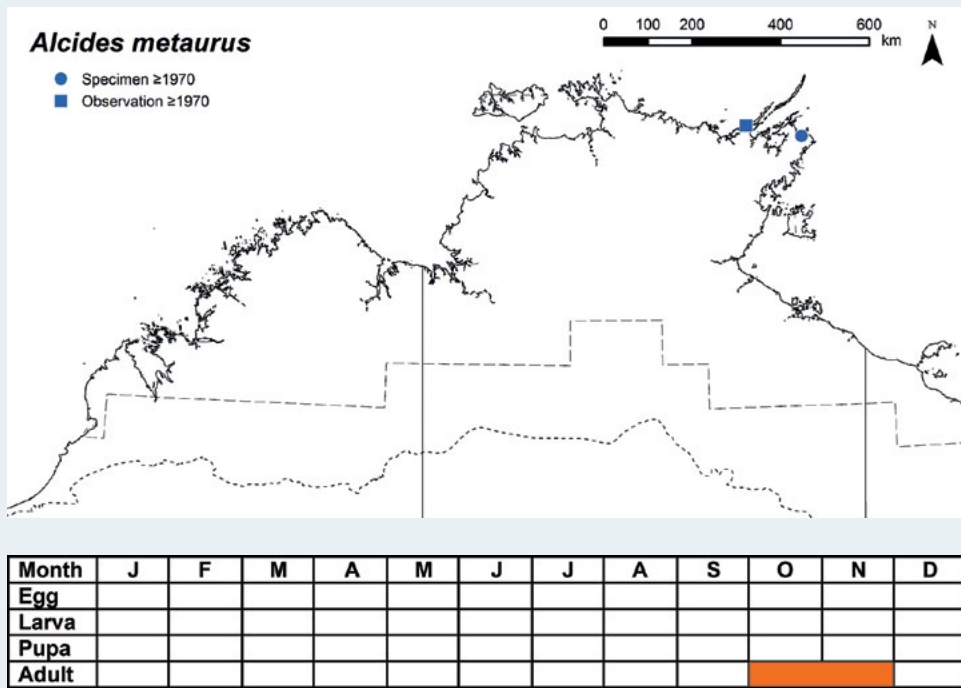 Alcides metaurus
Specimen ≥1970
Observation ≥1970
0 100 200 400 600
km
N
Month J F M A M J J A S O N D
Egg
Larva
Pupa
Adult